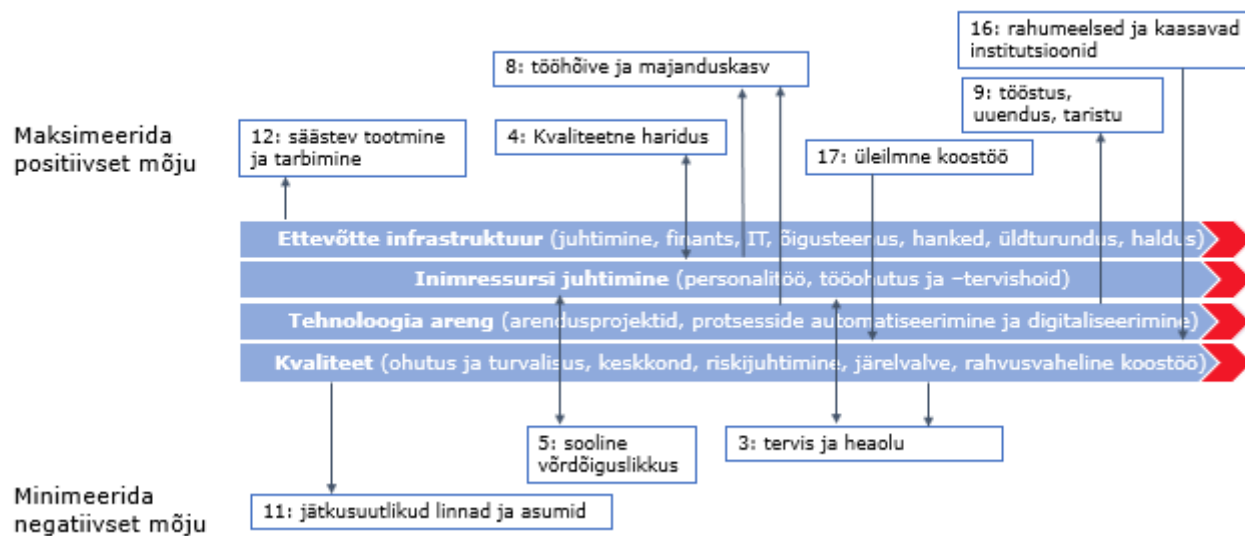 16: rahumeelsed ja kaasavad
institutsioonid
8: tööhõive ja majanduskasv
9: tööstus,
uuendus, taristu
Maksimeerida
positiivset mõju
12: säästev tootmine
ja tarbimine
4: Kvaliteetne haridus
17: üleilmne koostöö
Ettevõtte infrastruktuur (juhtimine, finants, IT, õigusteenus, hanked, üldturundus, haldus)
Inimressursi juhtimine (personalitöö, tööohutus ja –tervishoid)
Tehnoloogia areng (arendusprojektid, protsesside automatiseerimine ja digitaliseerimine)
Kvaliteet (ohutus ja turvalisus, keskkond, riskijuhtimine, järelvalve, rahvusvaheline koostöö)
5: sooline
võrdõiguslikkus
3: tervis ja heaolu
Minimeerida
negatiivset mõju
11: jätkusuutlikud linnad ja asumid